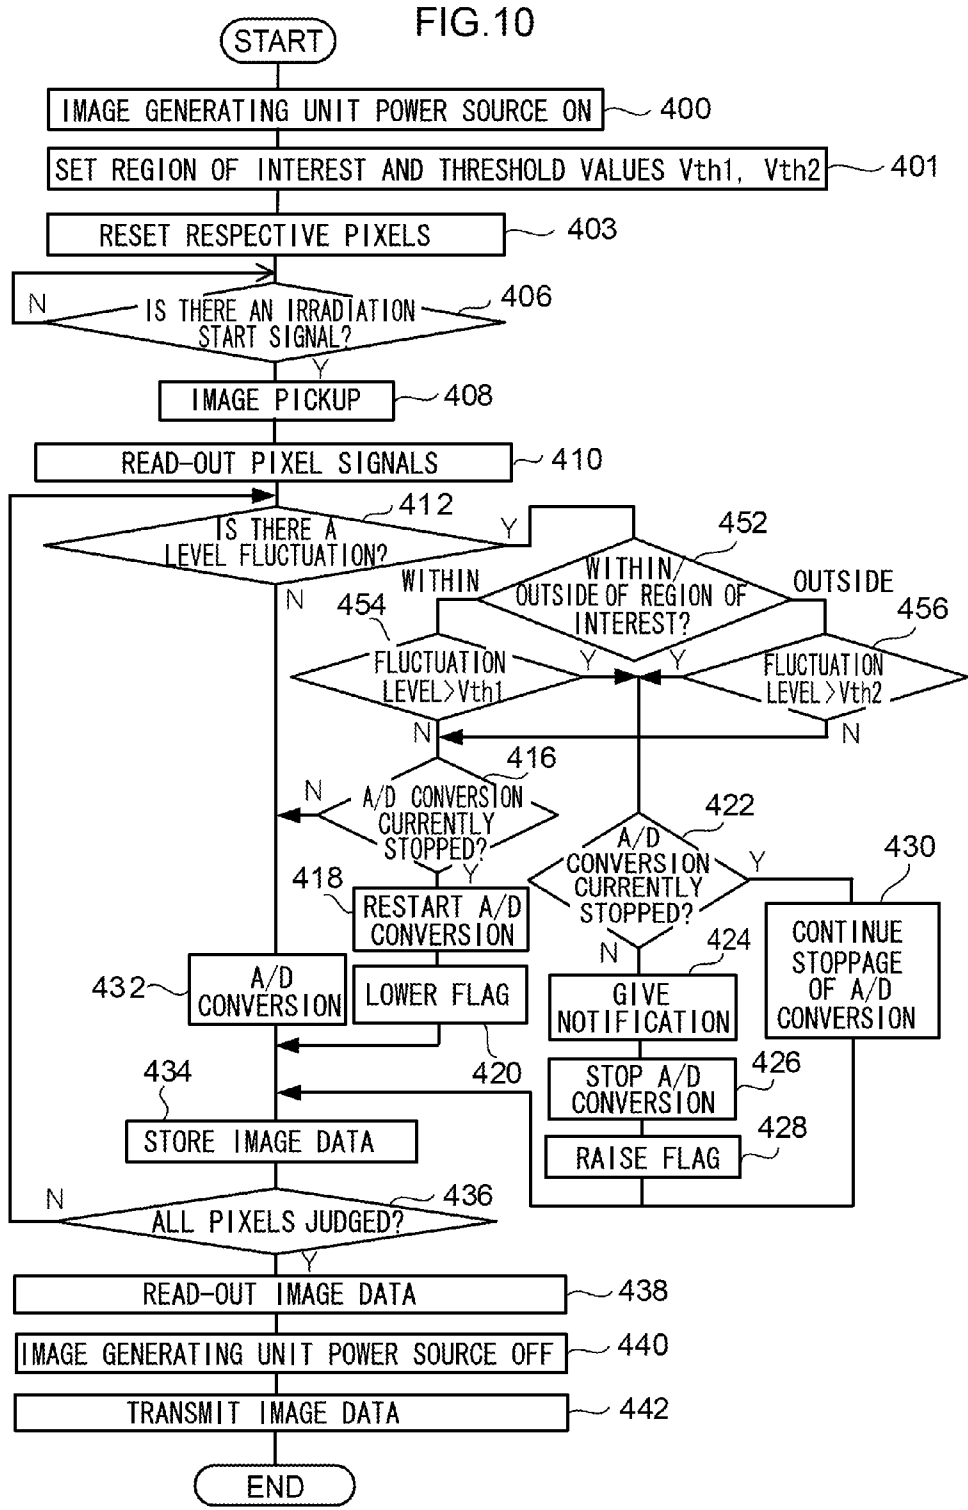 FIG.10
START
IMAGE GENERATING UNIT POWER SOURCE ON
400
SET REGION OF INTEREST AND THRESHOLD VALUES Vth1, Vth2
401
RESET RESPECTIVE PIXELS
403
N
IS THERE AN IRRADIATION
START SIGNAL?
406
Y
IMAGE PICKUP
408
READ-OUT PIXEL SIGNALS
410
412
IS THERE A
LEVEL FLUCTUATION?
Y
N
452
WITHIN
WITHIN
OUTSIDE OF REGION OF
INTEREST?
OUTSIDE
454
FLUCTUATION
LEVEL>Vth1
Y
N
456
Y
FLUCTUATION
LEVEL>Vth2
N
416
N
A/D CONVERSION
CURRENTLY
STOPPED?
Y
422
A/D
CONVERSION
CURRENTLY
STOPPED?
Y
N
430
CONTINUE
STOPPAGE
OF A/D
CONVERSION
418
RESTART A/D
CONVERSION
424
GIVE
NOTIFICATION
432
A/D
CONVERSION
LOWER FLAG
420
STOP A/D
CONVERSION
426
434
STORE IMAGE DATA
RAISE FLAG
428
N
ALL PIXELS JUDGED?
436
Y
READ-OUT IMAGE DATA
438
IMAGE GENERATING UNIT POWER SOURCE OFF
440
TRANSMIT IMAGE DATA
442
END